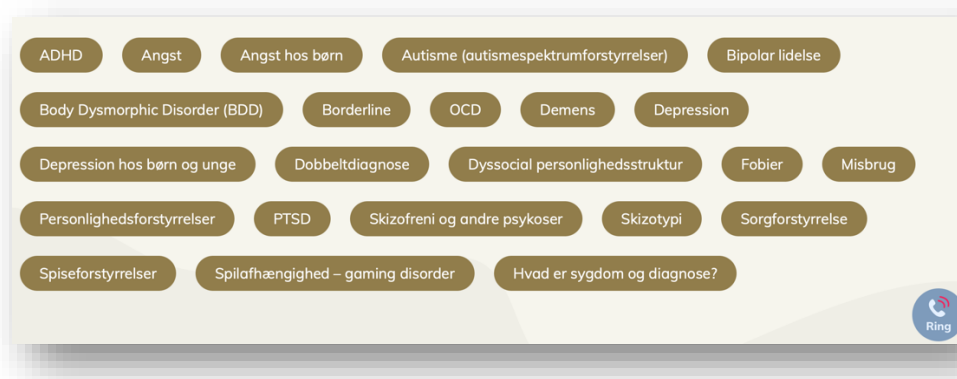 ADHD Angst Angst hos børn Autisme (autismespektrumforstyrrelser) Bipolar lidelse
Body Dysmorphic Disorder (BDD) Borderline OCD Demens Depression
Depression hos børn og unge Dobbeltdiagnose Dyssocial personlighedsstruktur Fobier Misbrug
Personlighedsforstyrrelser PTSD Skizofreni og andre psykoser Skizotypi Sorgforstyrrelse
Spiseforstyrrelser Spilafhængighed – gaming disorder Hvad er sygdom og diagnose?
Ring